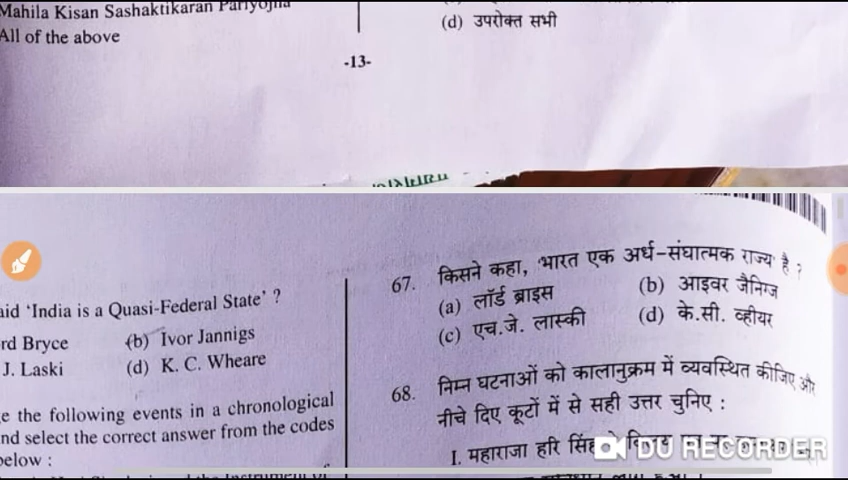 Mahila Kisan Sashaktikaran Pariyojna
All of the above
(d) उपरोक्त सभी
-13-
aid ‘India is a Quasi-Federal State’ ?
rd Bryce (b) Ivor Jannigs
J. Laski (d) K. C. Wheare
e the following events in a chronological
nd select the correct answer from the codes
elow :
67. किसने कहा, ‘भारत एक अर्ध-संघात्मक राज्य’ है ?
(a) लॉर्ड ब्राइस (b) आइवर जैनिग्ज
(c) एच.जे. लास्की (d) के.सी. व्हीयर
68. निम्न घटनाओं को कालानुक्रम में व्यवस्थित कीजिए और
नीचे दिए कूटों में से सही उत्तर चुनिए :
I. महाराजा हरि सिंह
DU RECORDER